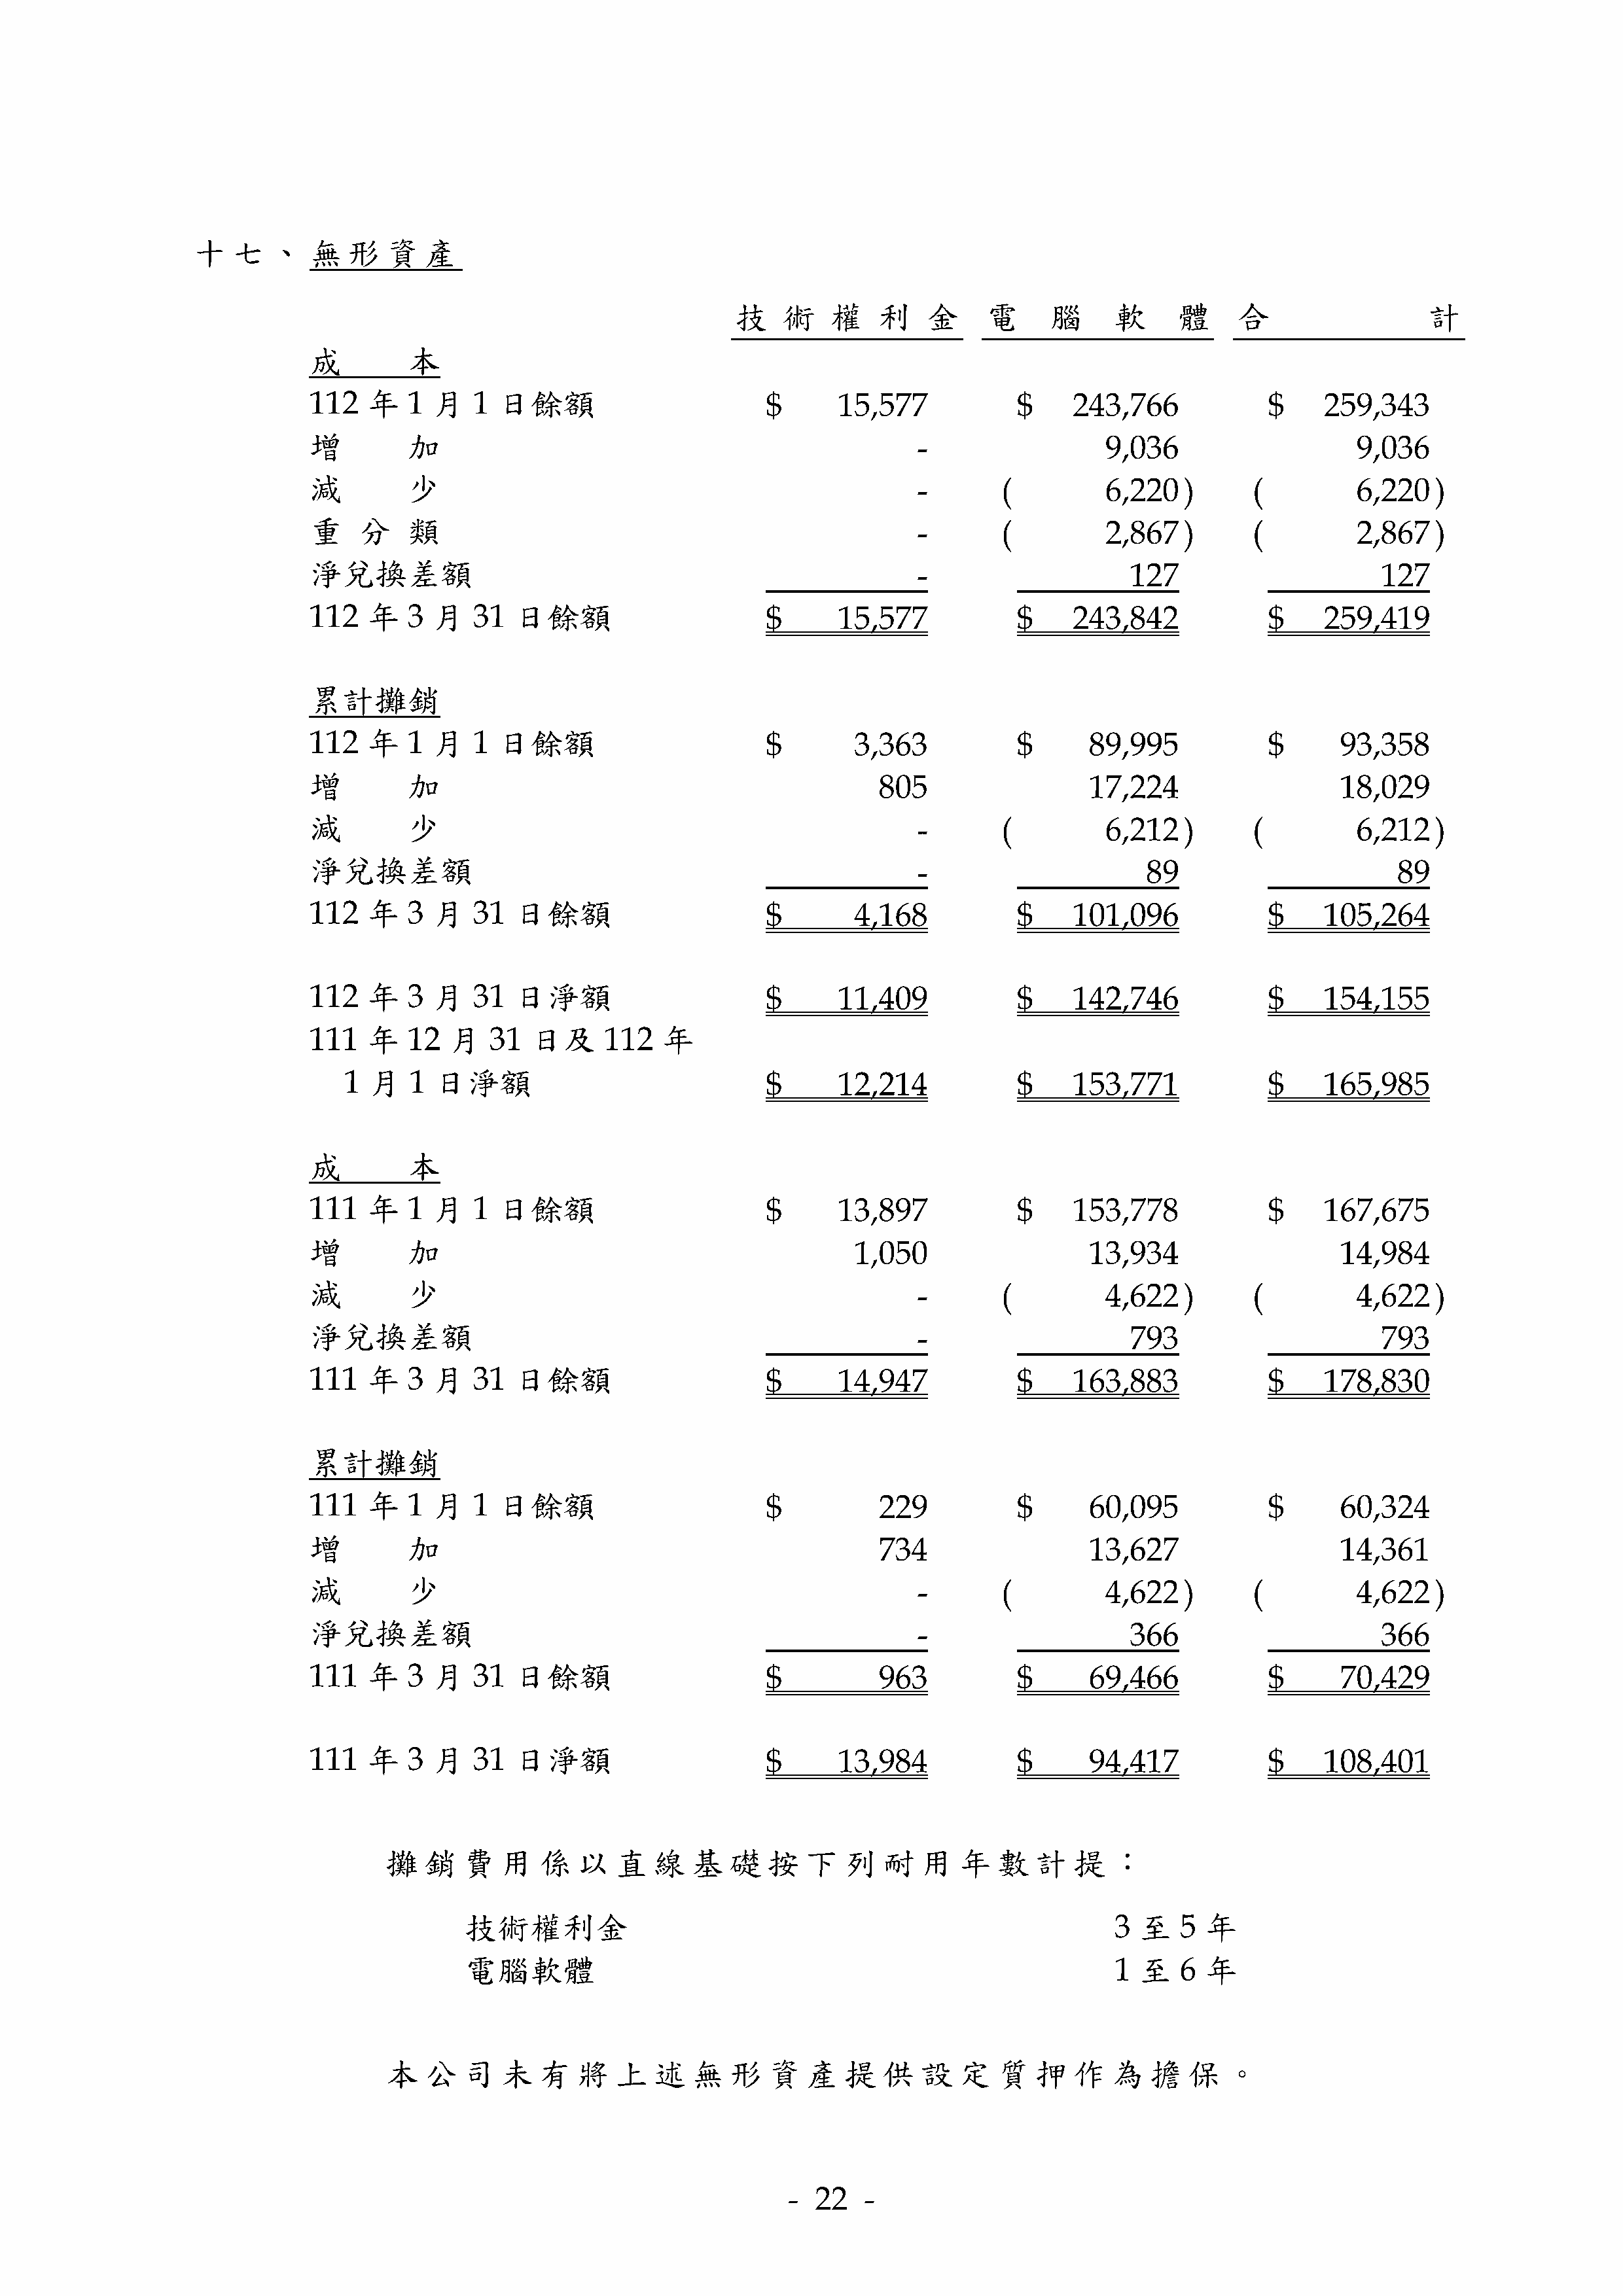 十七、無形資產
技術權利金 電腦軟體 合計
成本
112 年 1 月 1 日餘額 $ 15,577 $ 243,766 $ 259,343
增加 - 9,036 9,036
減少 - ( 6,220) ( 6,220)
重分類 - ( 2,867) ( 2,867)
淨兌換差額 - 127 127
112 年 3 月 31 日餘額 $ 15,577 $ 243,842 $ 259,419
累計攤銷
112 年 1 月 1 日餘額 $ 3,363 $ 89,995 $ 93,358
增加 805 17,224 18,029
減少 - ( 6,212) ( 6,212)
淨兌換差額 - 89 89
112 年 3 月 31 日餘額 $ 4,168 $ 101,096 $ 105,264
112 年 3 月 31 日淨額 $ 11,409 $ 142,746 $ 154,155
111 年 12 月 31 日及 112 年
1 月 1 日淨額 $ 12,214 $ 153,771 $ 165,985
成本
111 年 1 月 1 日餘額 $ 13,897 $ 153,778 $ 167,675
增加 1,050 13,934 14,984
減少 - ( 4,622) ( 4,622)
淨兌換差額 - 793 793
111 年 3 月 31 日餘額 $ 14,947 $ 163,883 $ 178,830
累計攤銷
111 年 1 月 1 日餘額 $ 229 $ 60,095 $ 60,324
增加 734 13,627 14,361
減少 - ( 4,622) ( 4,622)
淨兌換差額 - 366 366
111 年 3 月 31 日餘額 $ 963 $ 69,466 $ 70,429
111 年 3 月 31 日淨額 $ 13,984 $ 94,417 $ 108,401
攤銷費用係以直線基礎按下列耐用年數計提：
技術權利金 3 至 5 年
電腦軟體 1 至 6 年
本公司未有將上述無形資產提供設定質押作為擔保。
- 22 -